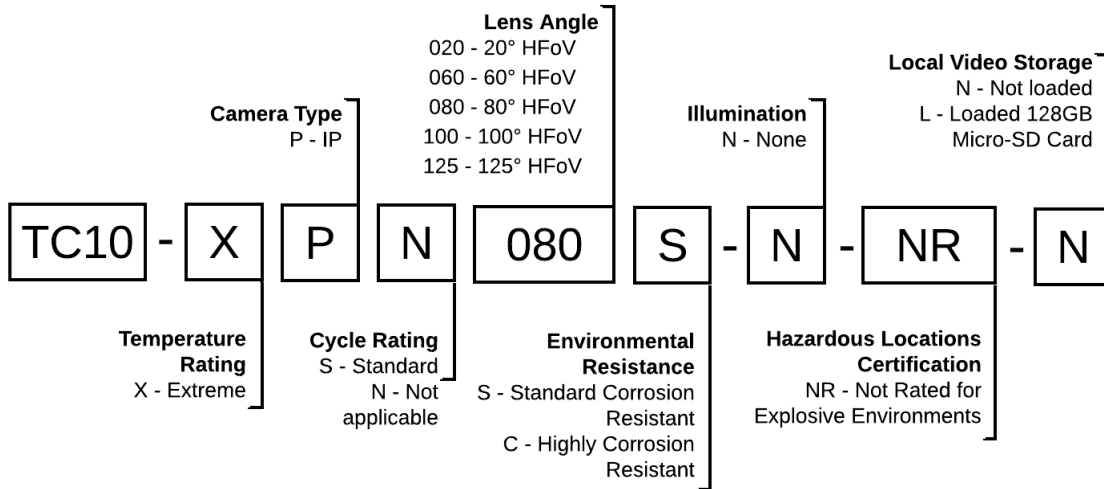 Lens Angle
020 - 20° HFoV
060 - 60° HFoV
080 - 80° HFoV
100 - 100° HFoV
125 - 125° HFoV
Camera Type
P - IP
Illumination
N - None
Local Video Storage
N - Not loaded
L - Loaded 128GB
Micro-SD Card
TC10 - X P N 080 S - N - NR - N
Temperature
Rating
X - Extreme
Cycle Rating
S - Standard
N - Not
applicable
Environmental
Resistance
S - Standard Corrosion
Resistant
C - Highly Corrosion
Resistant
Hazardous Locations
Certification
NR - Not Rated for
Explosive Environments